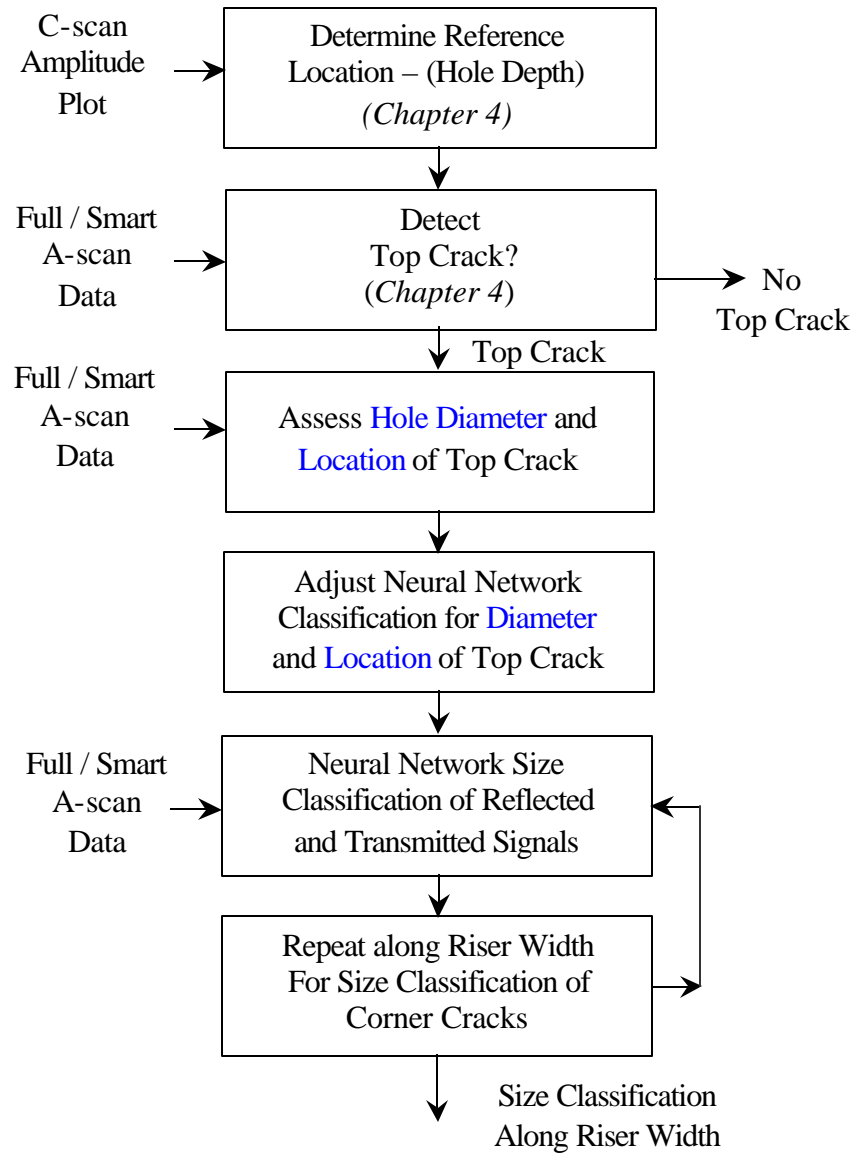 C-scan
Amplitude
Plot
Determine Reference
Location – (Hole Depth)
(Chapter 4)
Full / Smart
A-scan
Data
Detect
Top Crack?
(Chapter 4)
No
Top Crack
Top Crack
Full / Smart
A-scan
Data
Assess Hole Diameter and
Location of Top Crack
Adjust Neural Network
Classification for Diameter
and Location of Top Crack
Full / Smart
A-scan
Data
Neural Network Size
Classification of Reflected
and Transmitted Signals
Repeat along Riser Width
For Size Classification of
Corner Cracks
Size Classification
Along Riser Width